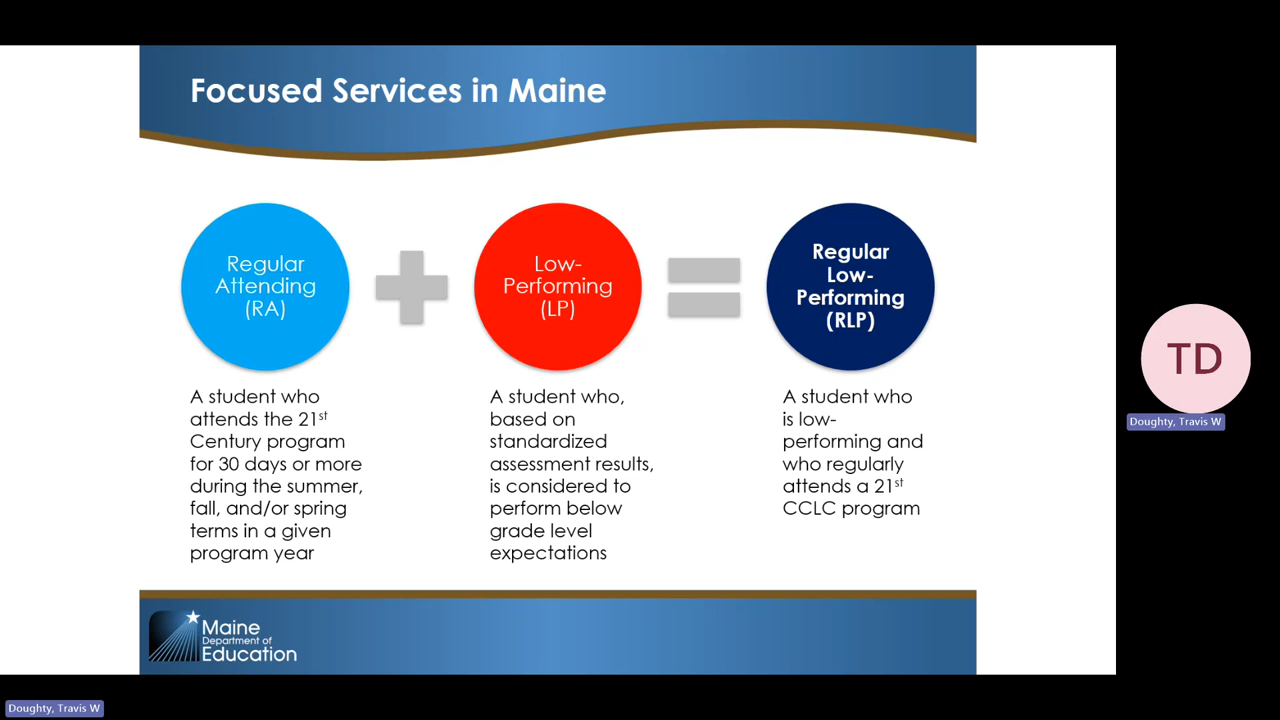 Focused Services in Maine
Regular
Attending
(RA)
Low-
Performing
(LP)
Regular
Low-
Performing
(RLP)
A student who
attends the 21st
Century program
for 30 days or more
during the summer,
fall, and/or spring
terms in a given
program year
A student who,
based on
standardized
assessment results,
is considered to
perform below
grade level
expectations
A student who
is low-
performing and
who regularly
attends a 21st
CCLC program
TD
Doughty, Travis W
Maine
Department of
Education
Doughty, Travis W